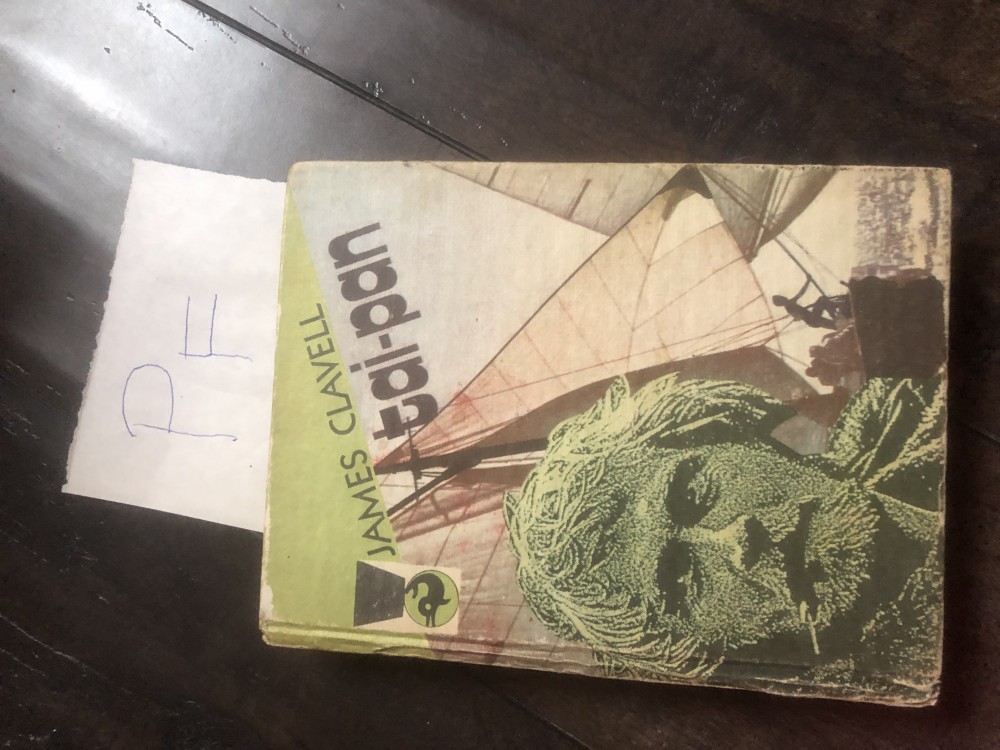 PF
JAMES CLAVELL
tai-pan